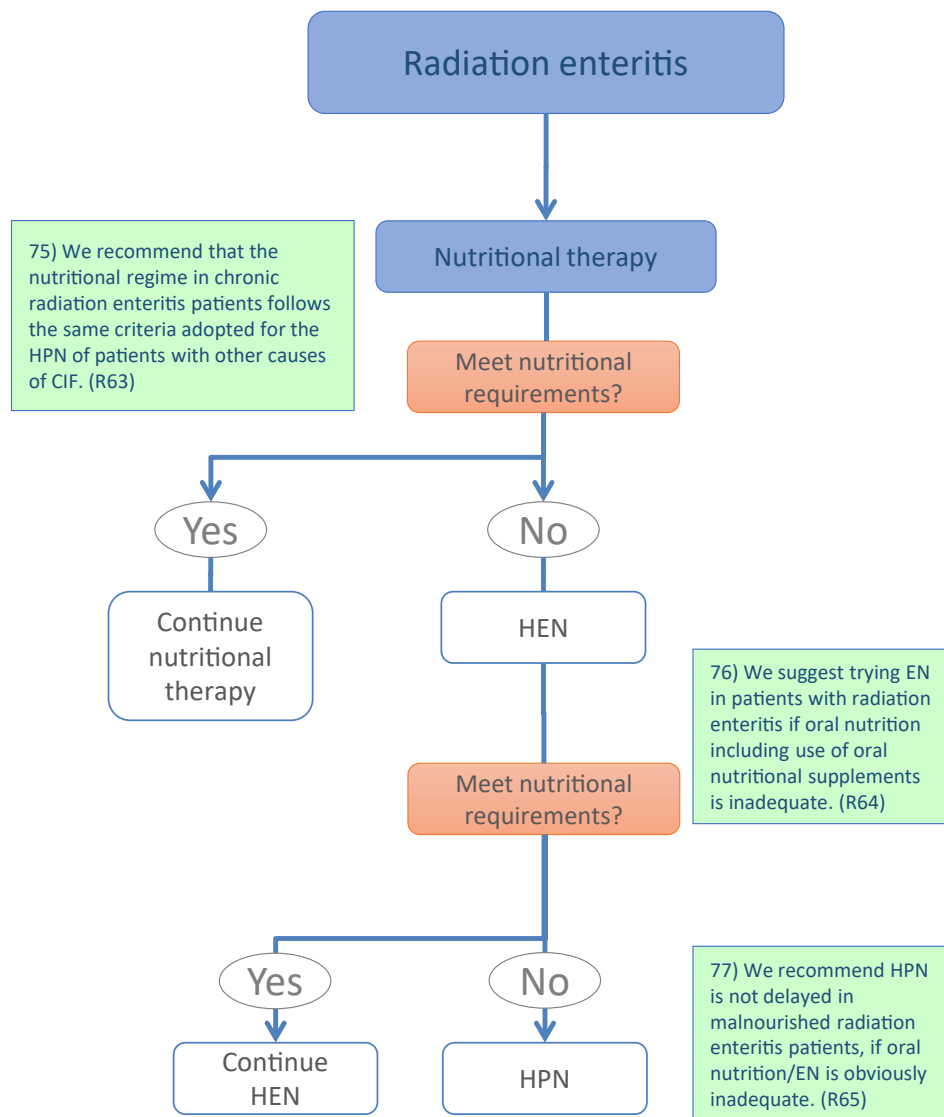 Radiation enteritis
75) We recommend that the
nutritional regime in chronic
radiation enteritis patients follows
the same criteria adopted for the
HPN of patients with other causes
of CIF. (R63)
Nutritional therapy
Meet nutritional
requirements?
Yes
No
Continue
nutritional
therapy
HEN
76) We suggest trying EN
in patients with radiation
enteritis if oral nutrition
including use of oral
nutritional supplements
is inadequate. (R64)
Meet nutritional
requirements?
Yes
No
Continue
HEN
HPN
77) We recommend HPN
is not delayed in
malnourished radiation
enteritis patients, if oral
nutrition/EN is obviously
inadequate. (R65)